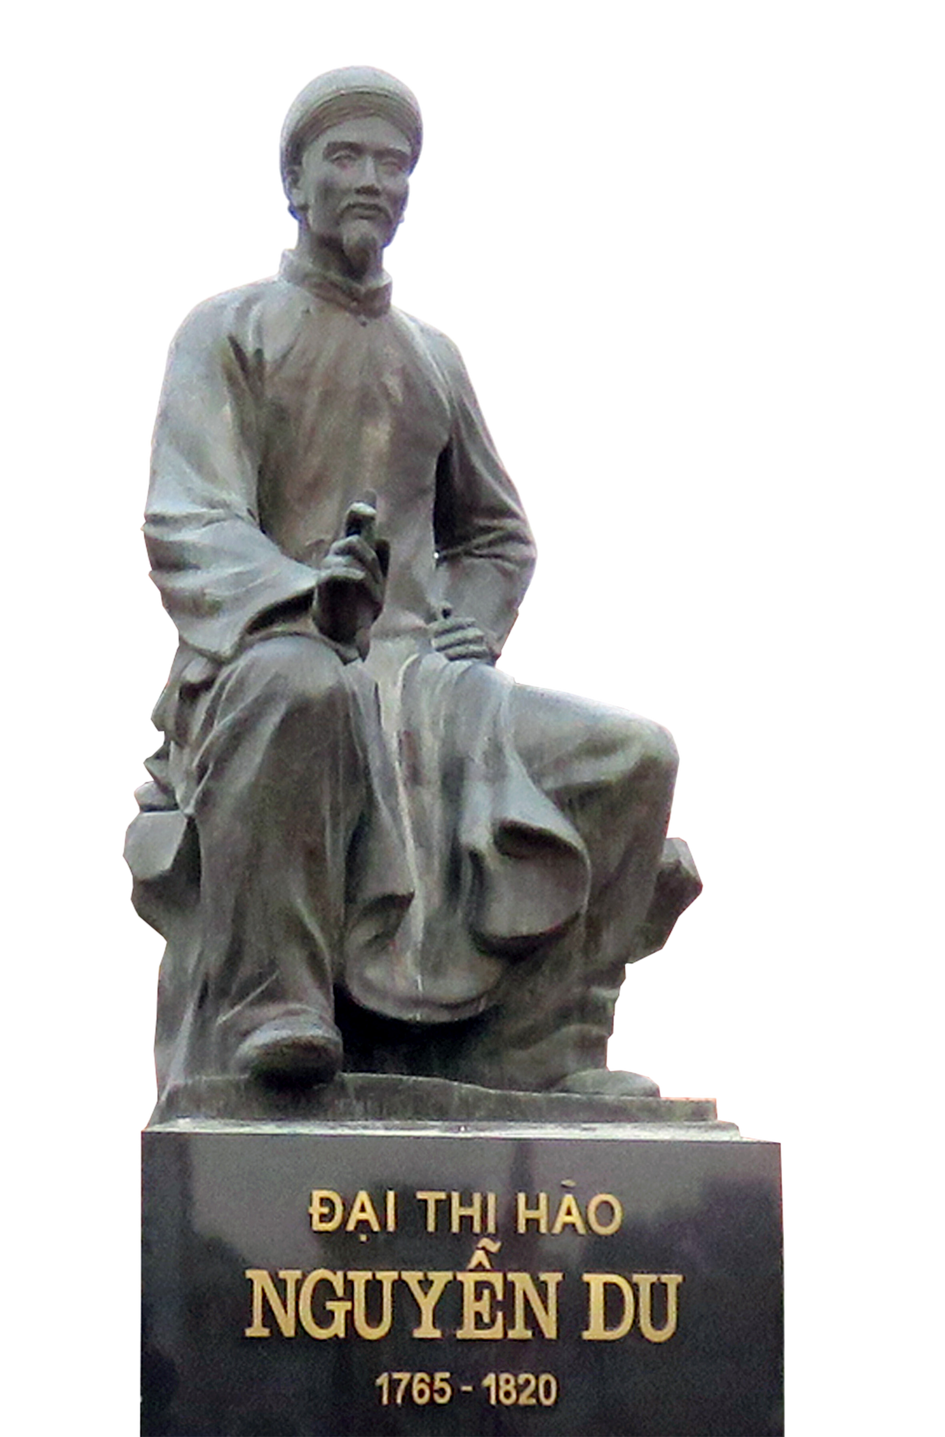 ĐẠI THI HÀO
NGUYỄN DU
1765 - 1820